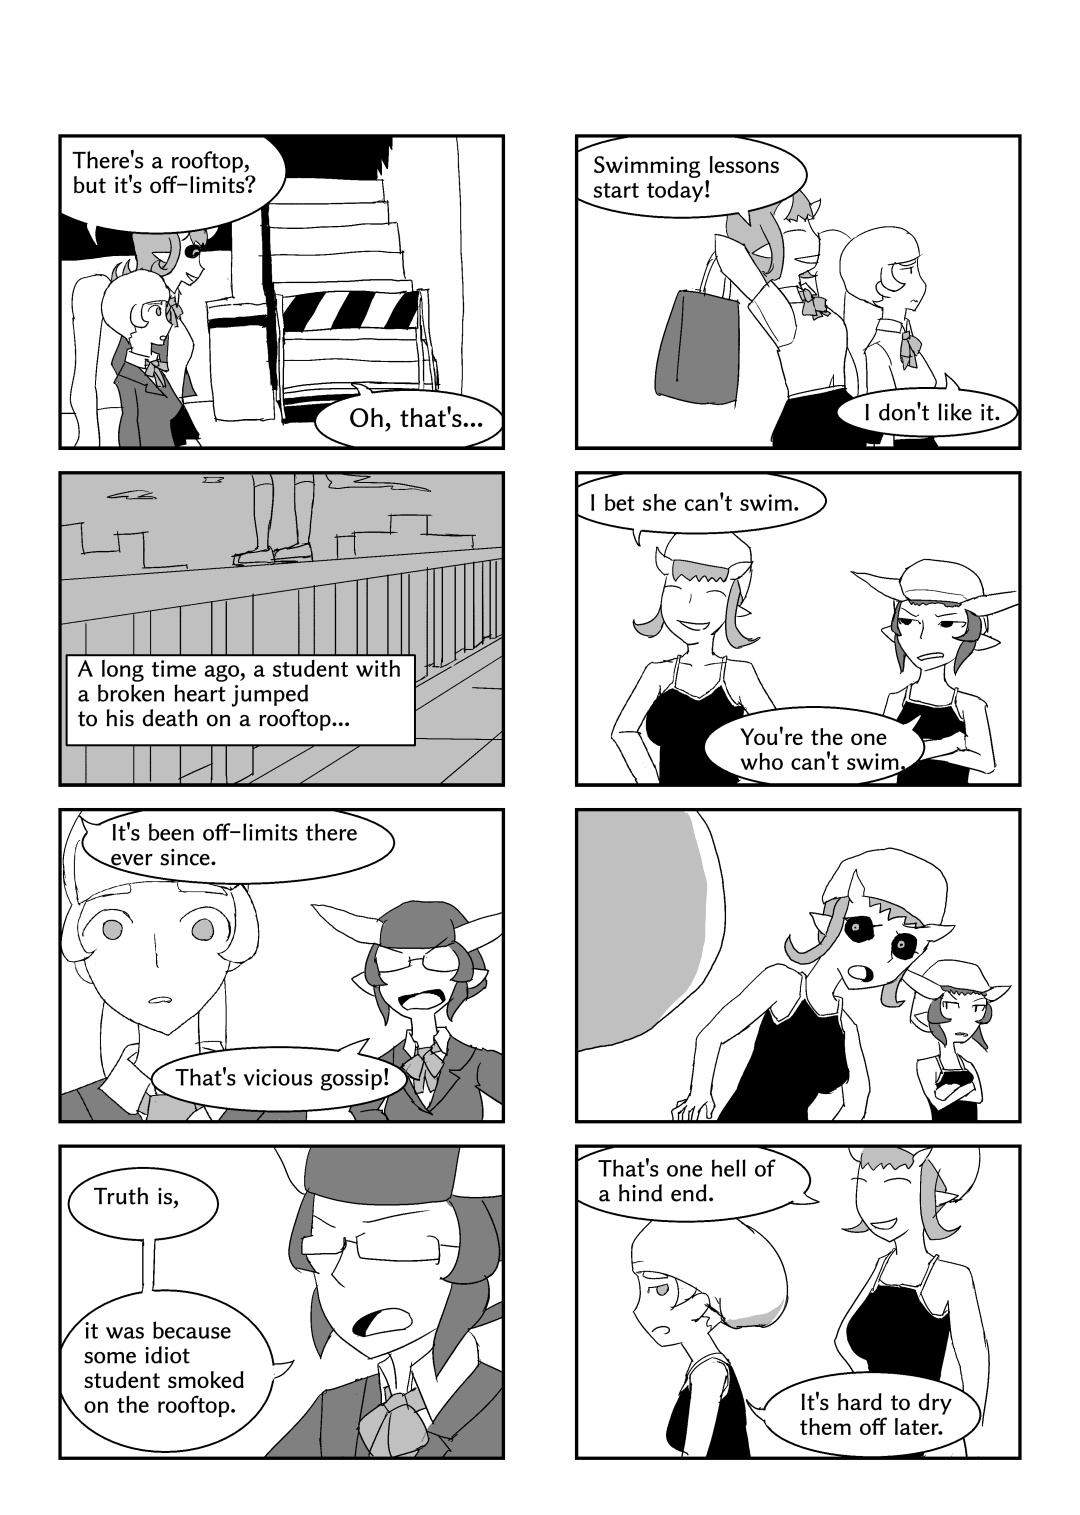 There's a rooftop,
but it's off-limits?
Oh, that's...
A long time ago, a student with
a broken heart jumped
to his death on a rooftop...
It's been off-limits there
ever since.
That's vicious gossip!
Truth is,
it was because
some idiot
student smoked
on the rooftop.
Swimming lessons
start today!
I don't like it.
I bet she can't swim.
You're the one
who can't swim.
That's one hell of
a hind end.
It's hard to dry
them off later.